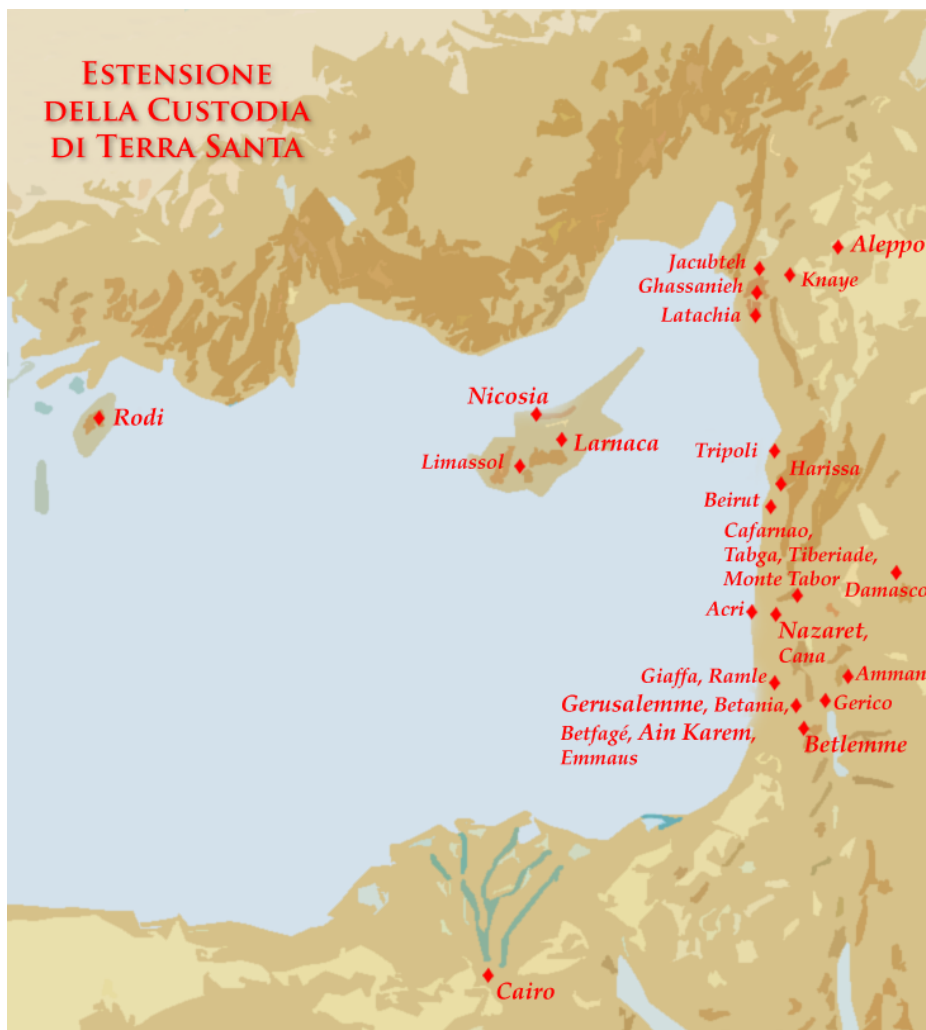 Estensione
della Custodia
di Terra Santa
Aleppo
Jacubteh
Knaye
Ghassanieh
Latachia
Rodi
Nicosia
Larnaca
Limassol
Tripoli
Harissa
Beirut
Cafarnao,
Tabga, Tiberiade,
Monte Tabor
Damasco
Acri
Nazaret,
Cana
Giaffa, Ramle
Amman
Gerusalemme, Betania,
Gerico
Betfagé, Ain Karem,
Emmaus
Betlemme
Cairo